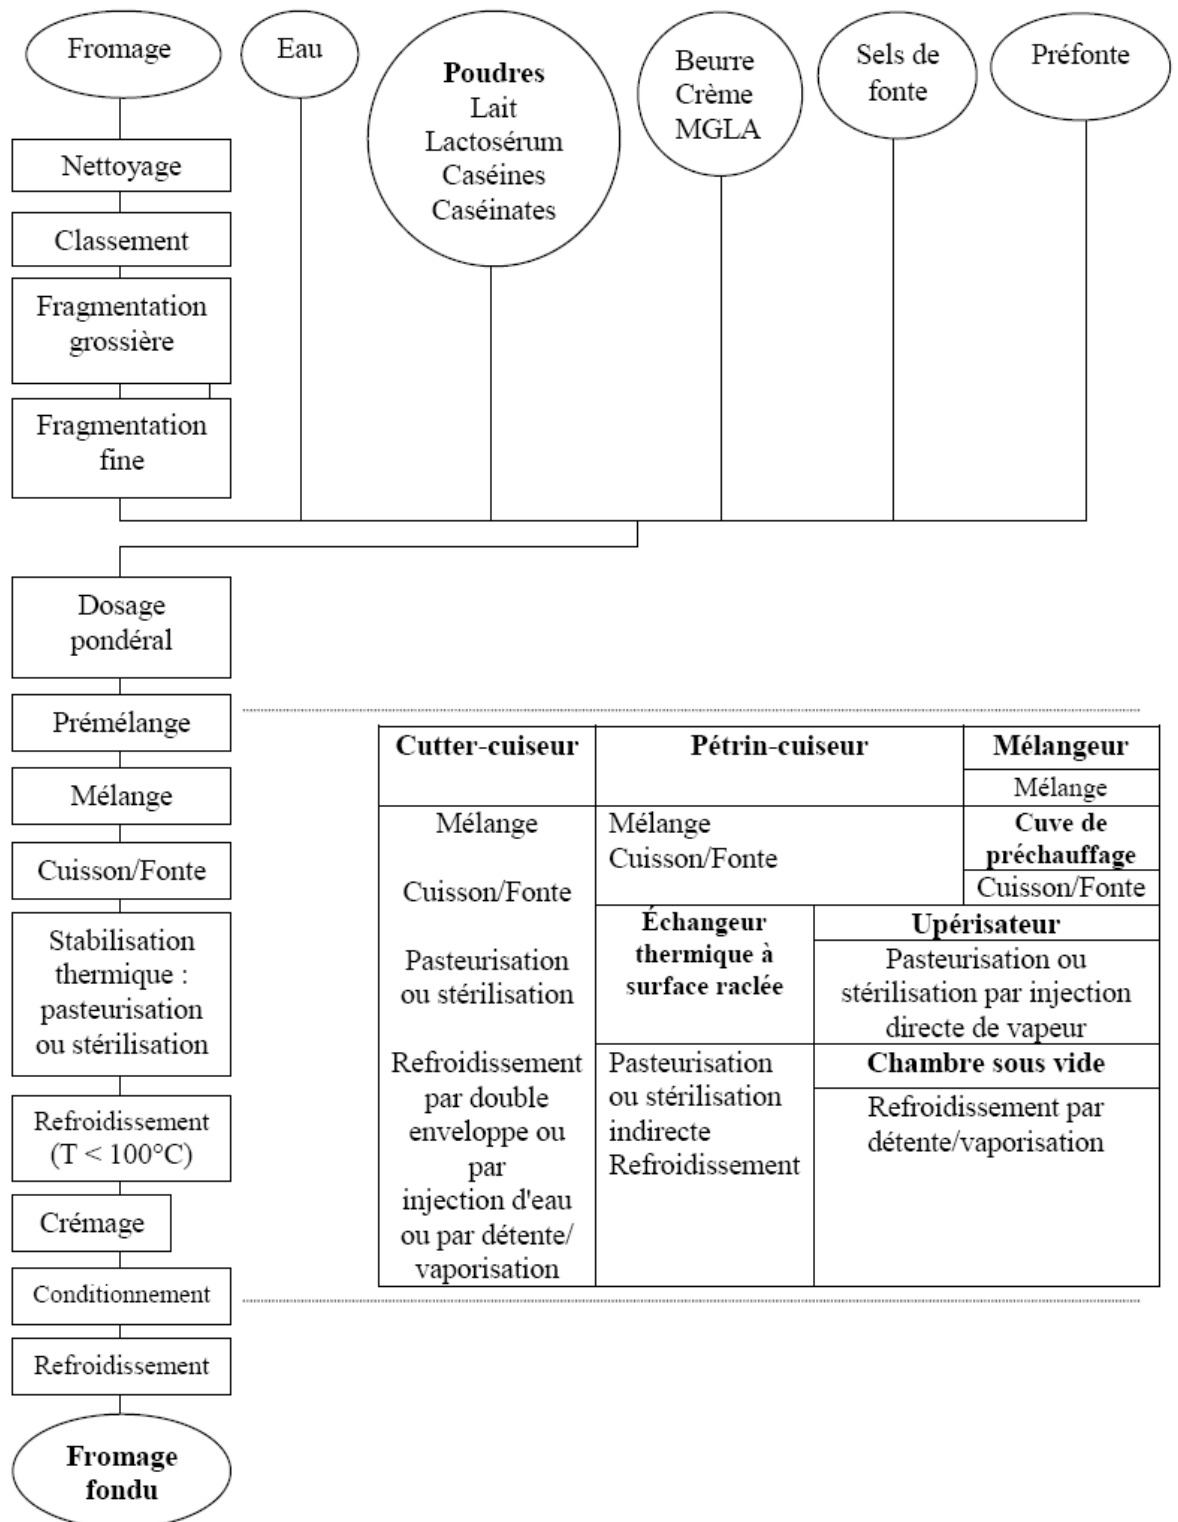 Fromage
Eau
Poudres
Lait
Lactosérum
Caséines
Caséinates
Beurre
Crème
MGLA
Sels de
fonte
Préfonte
Nettoyage
Classement
Fragmentation
grossière
Fragmentation
fine
Dosage
pondéral
Prémélange
Mélange
Cuisson/Fonte
Stabilisation
thermique :
pasteurisation
ou stérilisation
Refroidissement
(T < 100°C)
Crémage
Conditionnement
Refroidissement
Fromage
fondu
Cutter-cuiseur
Mélange
Cuisson/Fonte
Pasteurisation
ou stérilisation
Refroidissement
par double
enveloppe ou
par
injection d'eau
ou par détente/
vaporisation
Pétrin-cuiseur
Mélange
Cuisson/Fonte
Mélangeur
Mélange
Cuve de
préchauffage
Cuisson/Fonte
Échangeur
thermique à
surface raclée
Pasteurisation
ou stérilisation
indirecte
Refroidissement
Upérisateur
Pasteurisation ou
stérilisation par injection
directe de vapeur
Chambre sous vide
Refroidissement par
détente/vaporisation